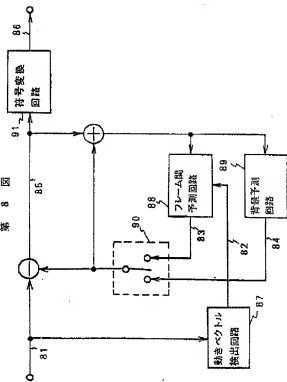 第 8 図
81
85
91
符号変換
回路
86
90
88
フレーム間
予測回路
83
89
背景予測
回路
82
84
動きベクトル
検出回路
87